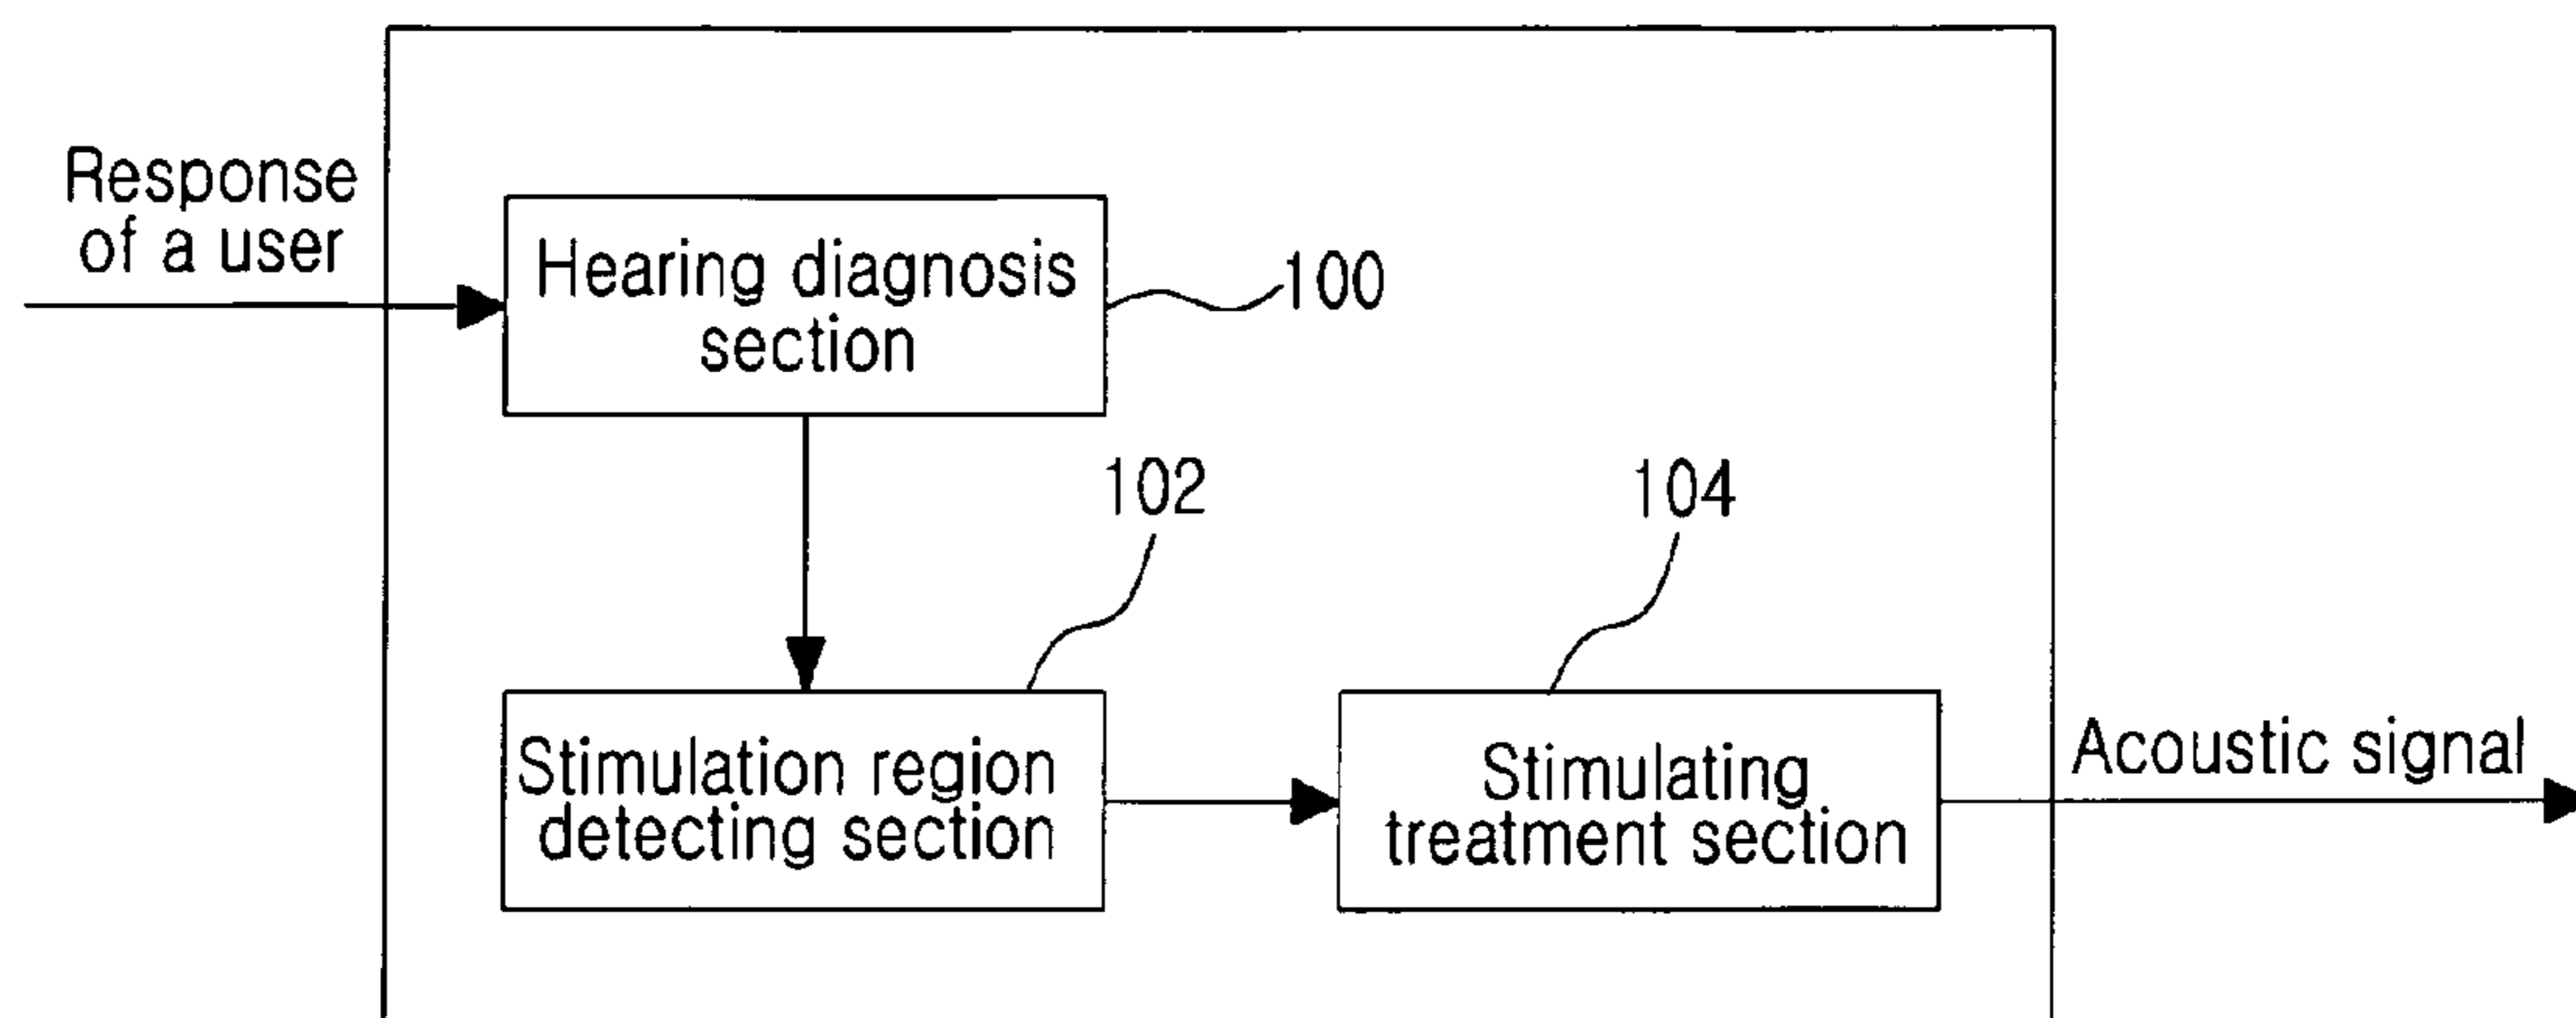 Response
of a user
Hearing diagnosis
section
100
102
104
Stimulation region
detecting section
Stimulating
treatment section
Acoustic signal